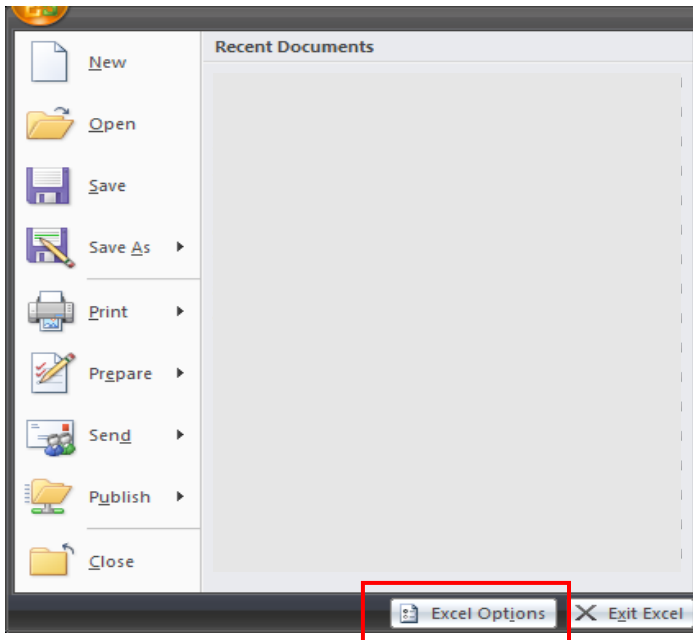 Recent Documents
New
Open
Save
Save As
Print
Prepare
Send
Publish
Close
Excel Options
Exit Excel